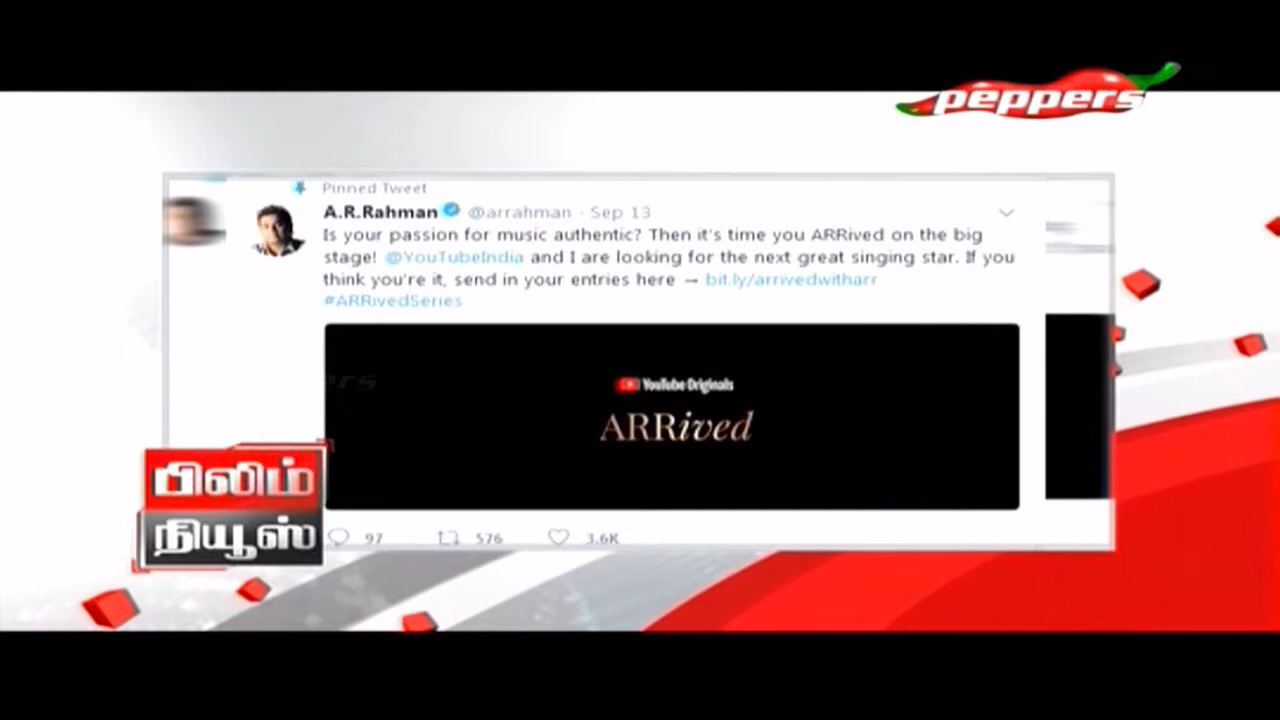 peppers
Pinned Tweet
A.R.Rahman @arrahman · Sep 13
Is your passion for music authentic? Then it's time you ARRived on the big
stage! @YouTubeIndia and I are looking for the next great singing star. If you
think you're it, send in your entries here → bit.ly/arrivedwitharr
#ARRivedSeries
YouTube Originals
ARRived
பிலிம்
நியூஸ்
97 576 3.6K